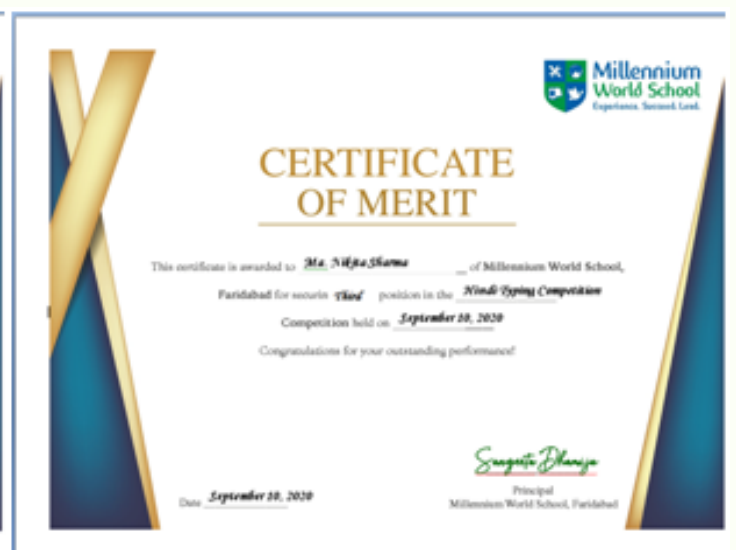 Millennium
World School
Experience. Succeed. Lead.
CERTIFICATE
OF MERIT
This certificate is awarded to Ms. Nikita Sharma of Millennium World School,
Faridabad for securin Third position in the Hindi Typing Competition
Competition held on September 10, 2020
Congratulations for your outstanding performance!
Sangeeta Dhanija
Date September 10, 2020
Principal
Millennium World School, Faridabad